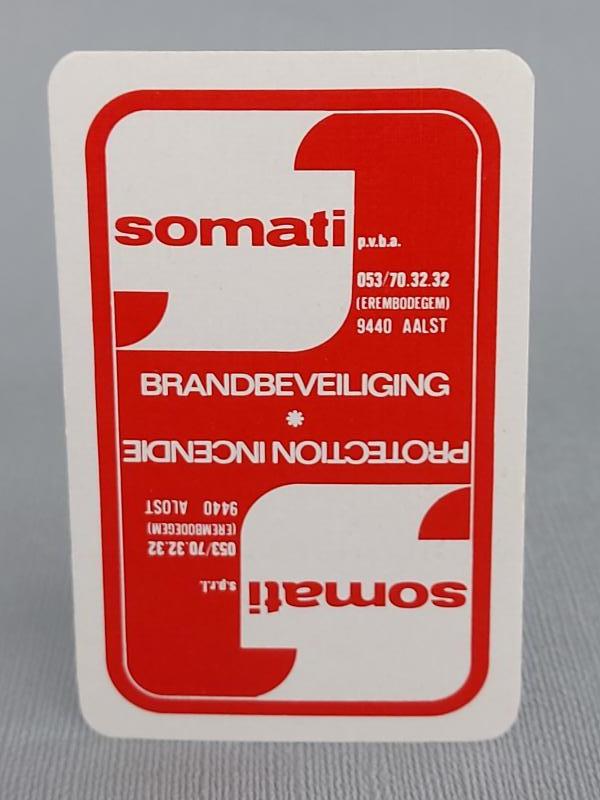 somati p.v.b.a.
053/70.32.32
(EREMBODEGEM)
9440 AALST
BRANDBEVEILIGING
*
PROTECTION INCENDIE
somati s.p.r.l.
053/70.32.32
(EREMBODEGEM)
9440 ALOST